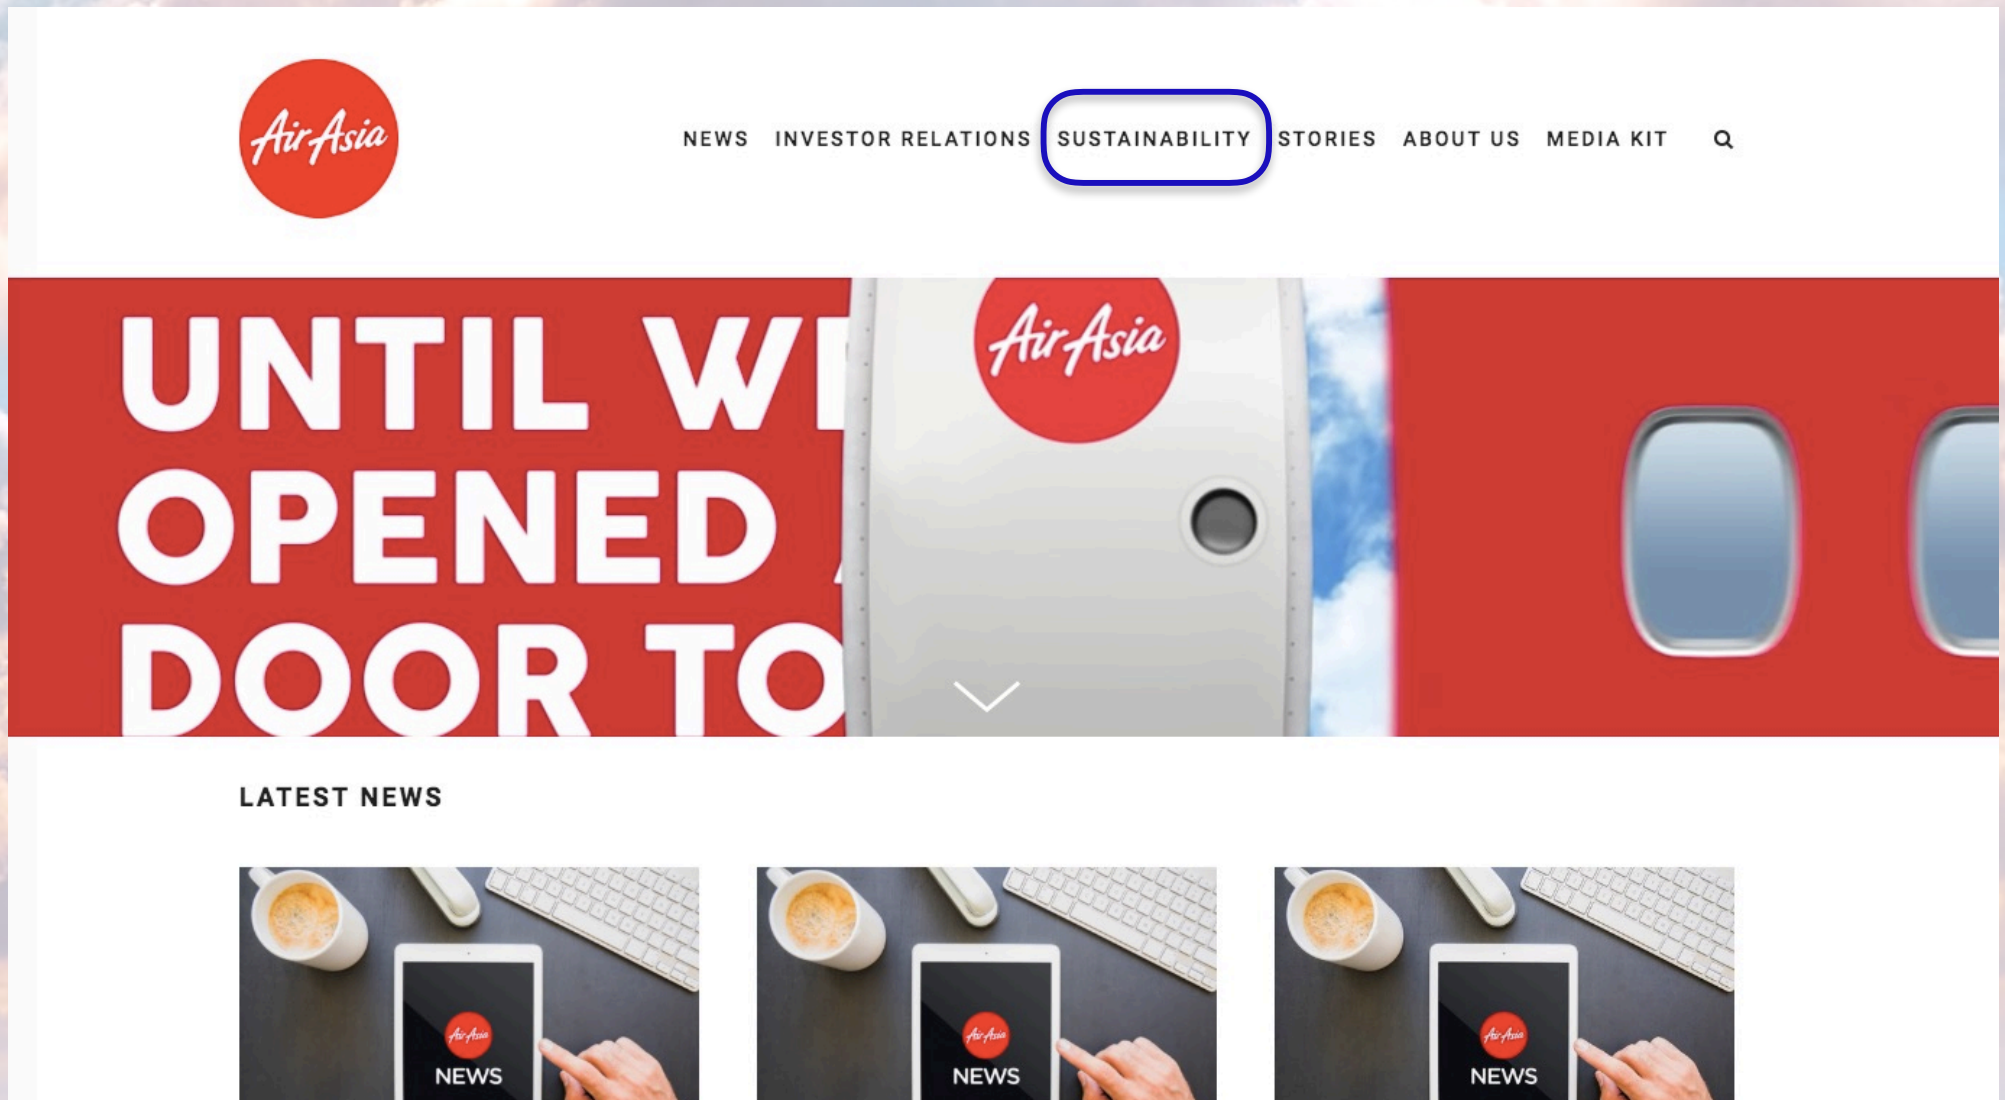 AirAsia
NEWS INVESTOR RELATIONS SUSTAINABILITY STORIES ABOUT US MEDIA KIT
AirAsia
UNTIL WE
OPENED
DOOR TO
LATEST NEWS
AirAsia AirAsia AirAsia
NEWS NEWS NEWS